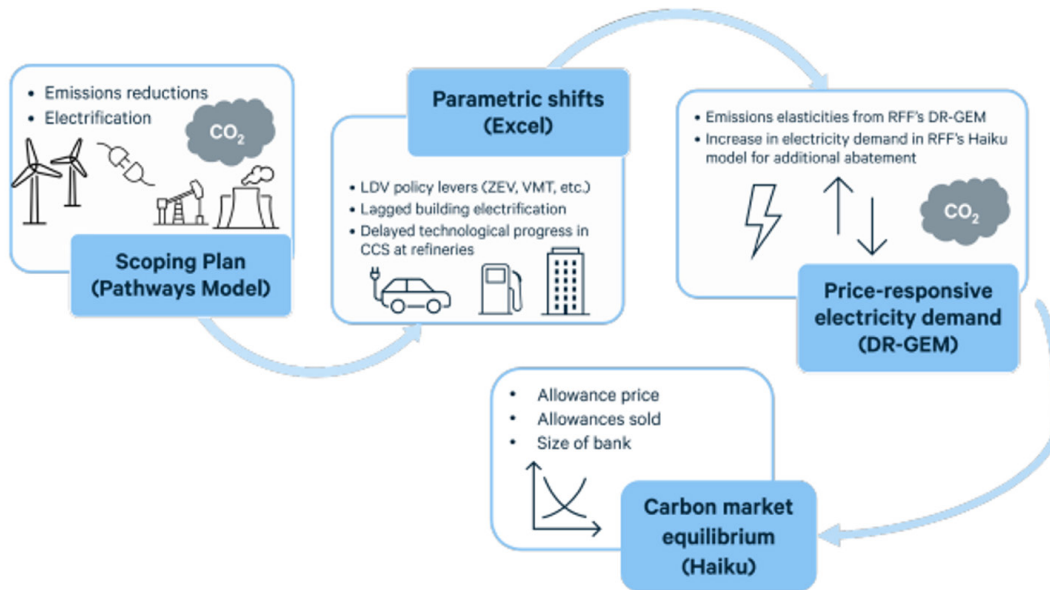 • Emissions reductions
• Electrification
CO₂
Scoping Plan
(Pathways Model)
Parametric shifts
(Excel)
• LDV policy levers (ZEV, VMT, etc.)
• Lagged building electrification
• Delayed technological progress in
CCS at refineries
• Emissions elasticities from RFF's DR-GEM
• Increase in electricity demand in RFF's Haiku
model for additional abatement
CO₂
Price-responsive
electricity demand
(DR-GEM)
• Allowance price
• Allowances sold
• Size of bank
Carbon market
equilibrium
(Haiku)